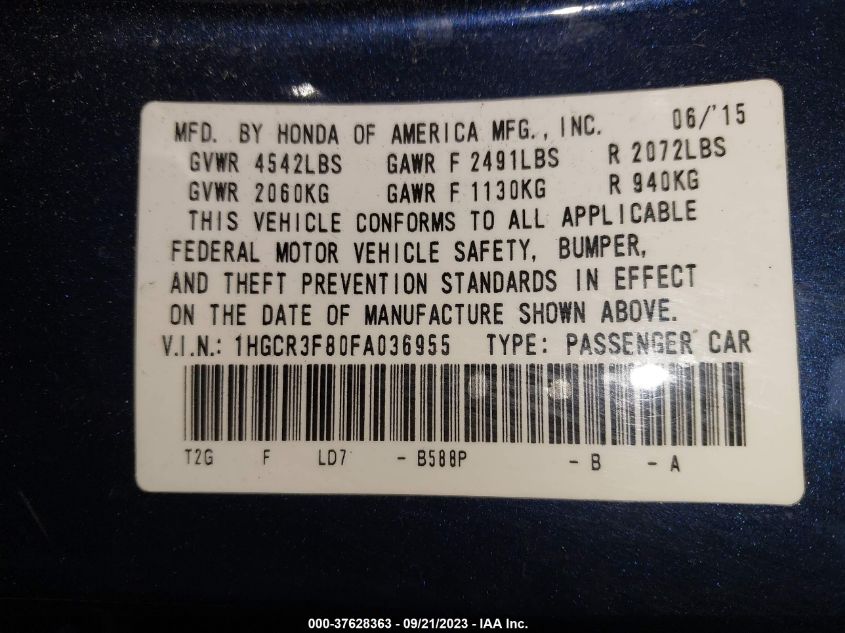 MFD. BY HONDA OF AMERICA MFG., INC. 06/'15
GVWR 4542LBS GAWR F 2491LBS R 2072LBS
GVWR 2060KG GAWR F 1130KG R 940KG
THIS VEHICLE CONFORMS TO ALL APPLICABLE
FEDERAL MOTOR VEHICLE SAFETY, BUMPER,
AND THEFT PREVENTION STANDARDS IN EFFECT
ON THE DATE OF MANUFACTURE SHOWN ABOVE.
V.I.N.: 1HGCR3F80FA036955 TYPE: PASSENGER CAR
T2G F LD7 - B588P - B - A
000-37628363 - 09/21/2023 - IAA Inc.